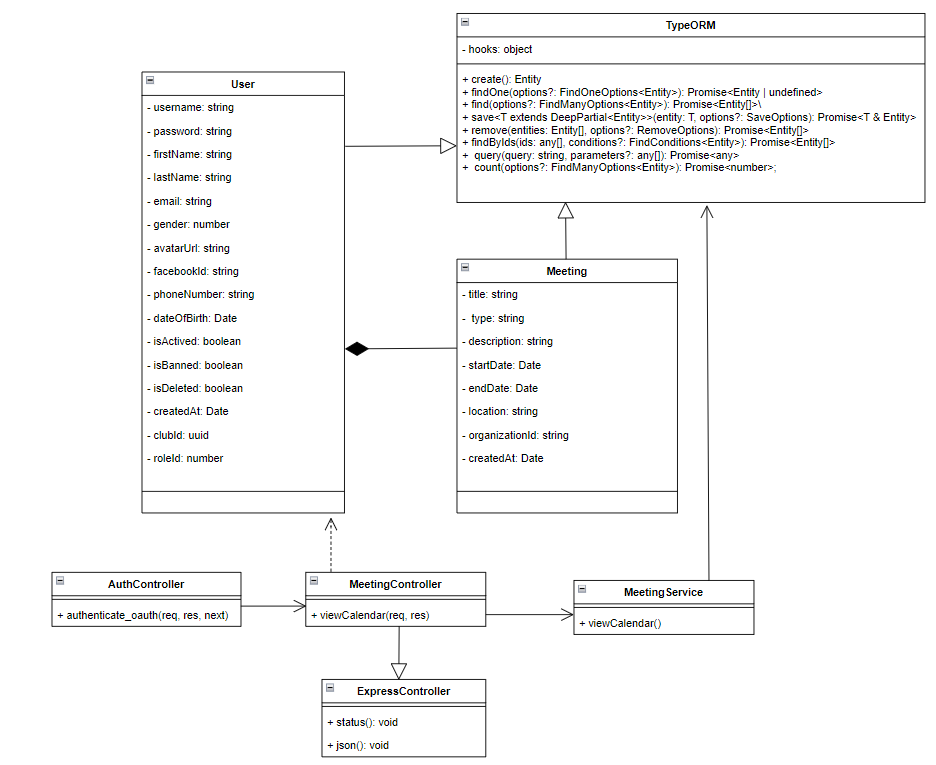 TypeORM
- hooks: object
+ create(): Entity
+ findOne(options?: FindOneOptions<Entity>): Promise<Entity | undefined>
+ find(options?: FindManyOptions<Entity>): Promise<Entity[]>\
+ save<T extends DeepPartial<Entity>>(entity: T, options?: SaveOptions): Promise<T & Entity>
+ remove(entities: Entity[], options?: RemoveOptions): Promise<Entity[]>
+ findByIds(ids: any[], conditions?: FindConditions<Entity>): Promise<Entity[]>
+ query(query: string, parameters?: any[]): Promise<any>
+ count(options?: FindManyOptions<Entity>): Promise<number>;
User
- username: string
- password: string
- firstName: string
- lastName: string
- email: string
- gender: number
- avatarUrl: string
- facebookId: string
- phoneNumber: string
- dateOfBirth: Date
- isActived: boolean
- isBanned: boolean
- isDeleted: boolean
- createdAt: Date
- clubId: uuid
- roleId: number
Meeting
- title: string
- type: string
- description: string
- startDate: Date
- endDate: Date
- location: string
- organizationId: string
- createdAt: Date
AuthController
+ authenticate_oauth(req, res, next)
MeetingController
+ viewCalendar(req, res)
MeetingService
+ viewCalendar()
ExpressController
+ status(): void
+ json(): void